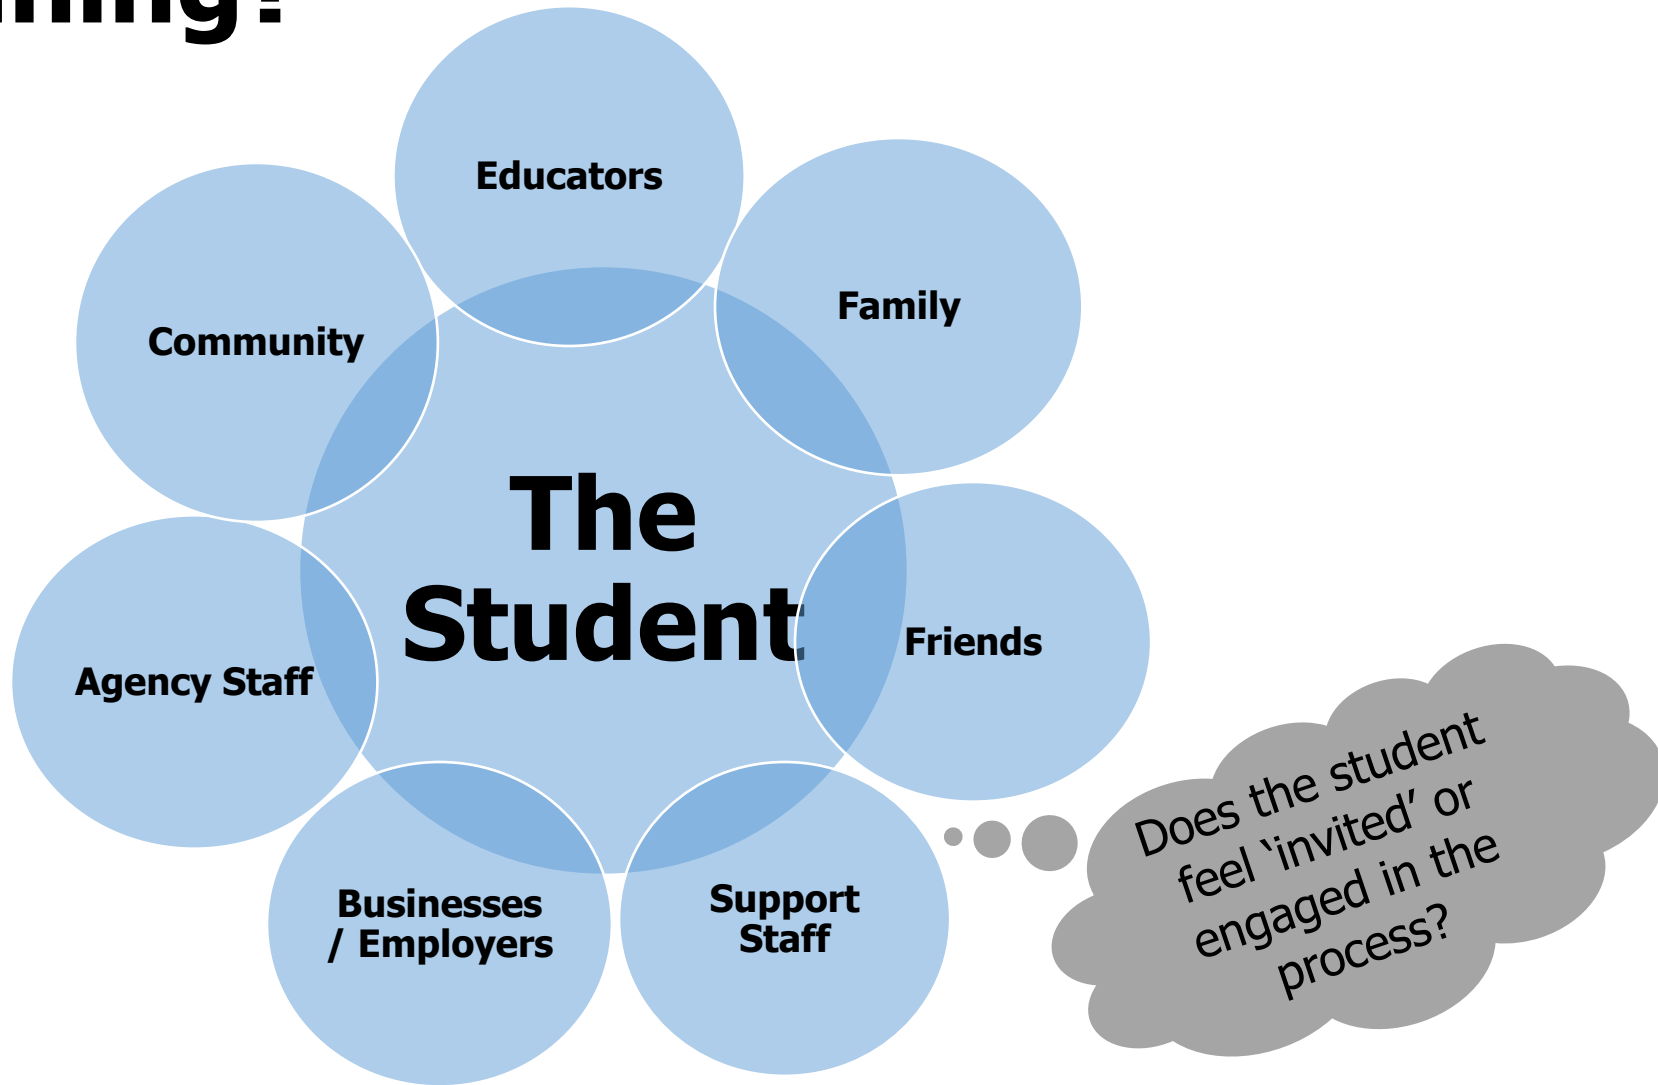 Educators
Family
Community
The
Student
Friends
Agency Staff
Businesses
/ Employers
Support
Staff
Does the student
feel ‘invited’ or
engaged in the
process?